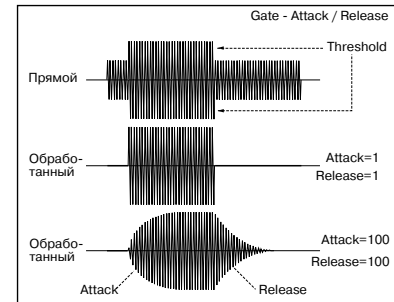 Gate - Attack / Release
Threshold
Прямой
Обрабо-
танный
Attack=1
Release=1
Обрабо-
танный
Attack=100
Release=100
Attack
Release